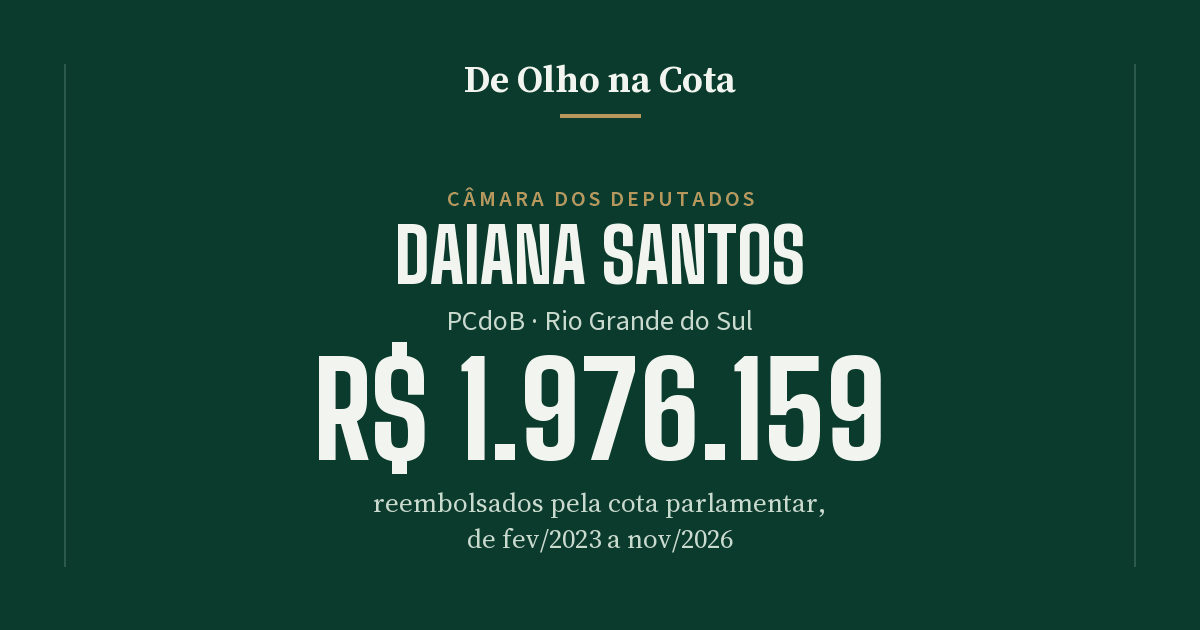 De Olho na Cota
CÂMARA DOS DEPUTADOS
DAIANA SANTOS
PCdoB · Rio Grande do Sul
R$ 1.976.159
reembolsados pela cota parlamentar,
de fev/2023 a nov/2026